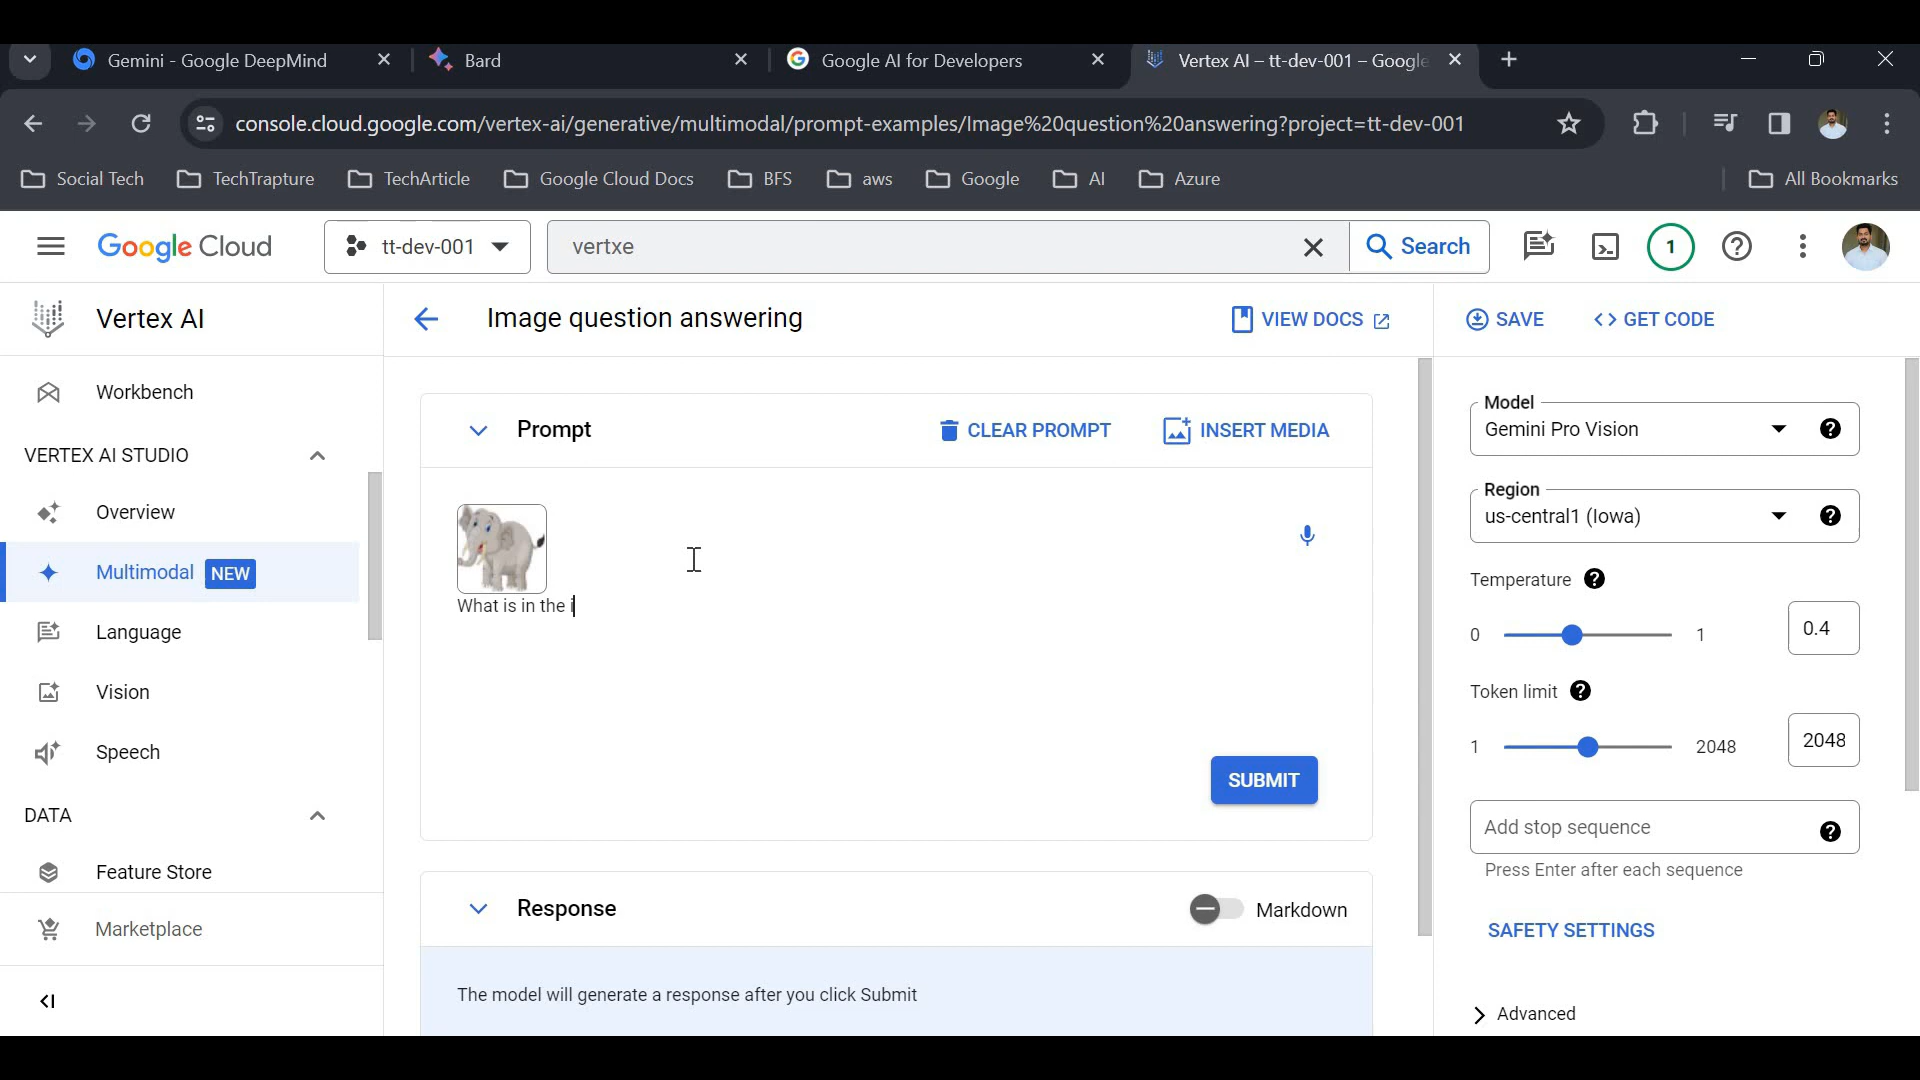 Gemini - Google DeepMind
Bard
Google AI for Developers
Vertex AI – tt-dev-001 – Google
console.cloud.google.com/vertex-ai/generative/multimodal/prompt-examples/Image%20question%20answering?project=tt-dev-001
Social Tech
TechTrapture
TechArticle
Google Cloud Docs
BFS
aws
Google
AI
Azure
All Bookmarks
Google Cloud
tt-dev-001
vertxe
Search
1
Vertex AI
Image question answering
VIEW DOCS
SAVE
<> GET CODE
Workbench
VERTEX AI STUDIO
Overview
Multimodal NEW
Language
Vision
Speech
DATA
Feature Store
Marketplace
Prompt
CLEAR PROMPT
INSERT MEDIA
What is in the i
SUBMIT
Response
Markdown
The model will generate a response after you click Submit
Model
Gemini Pro Vision
Region
us-central1 (Iowa)
Temperature
0
1
0.4
Token limit
1
2048
2048
Add stop sequence
Press Enter after each sequence
SAFETY SETTINGS
Advanced